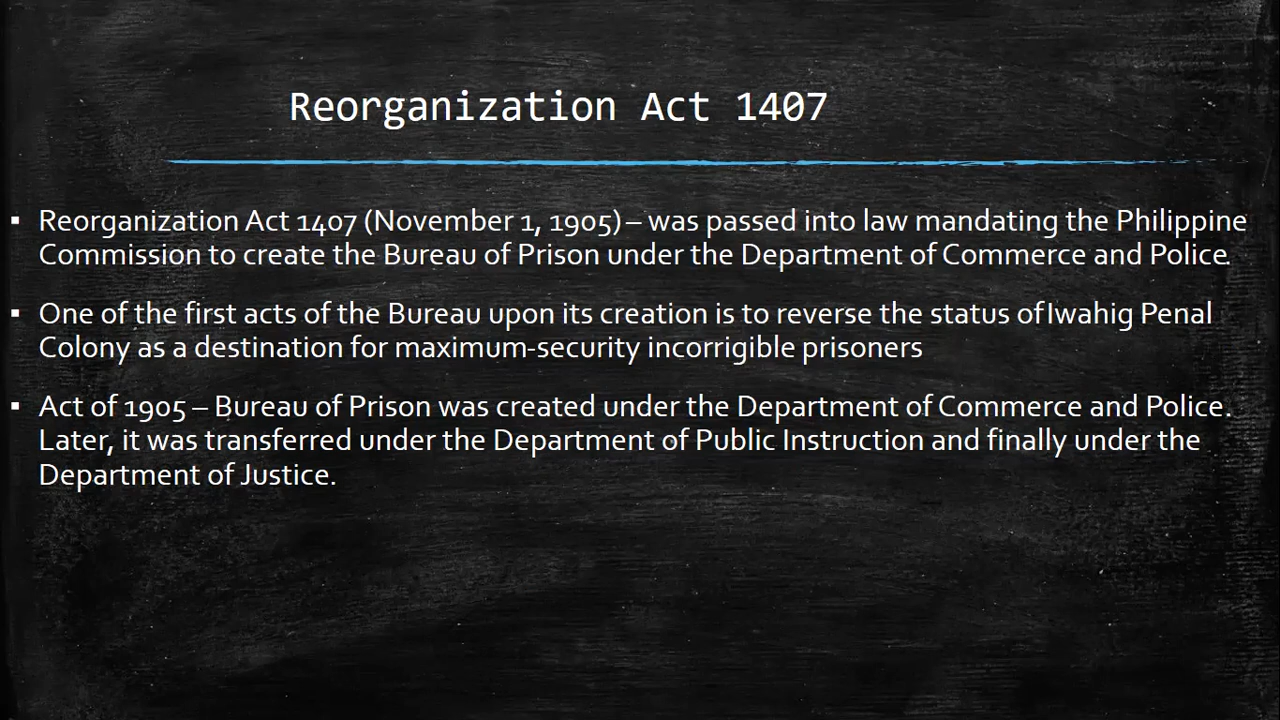 Reorganization Act 1407
▪ Reorganization Act 1407 (November 1, 1905) – was passed into law mandating the Philippine
Commission to create the Bureau of Prison under the Department of Commerce and Police.
▪ One of the first acts of the Bureau upon its creation is to reverse the status of Iwahig Penal
Colony as a destination for maximum-security incorrigible prisoners
▪ Act of 1905 – Bureau of Prison was created under the Department of Commerce and Police.
Later, it was transferred under the Department of Public Instruction and finally under the
Department of Justice.